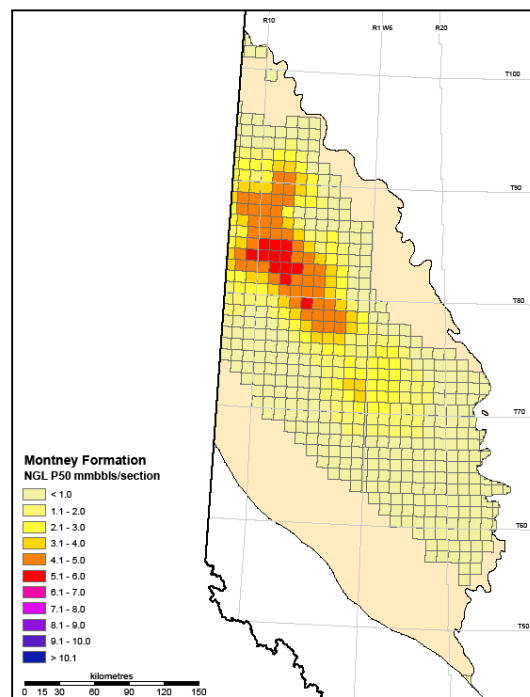 R10
R1 W6
R20
T100
T90
T80
T70
T60
T50
Montney Formation
NGL P50 mmbbls/section
< 1.0
1.1 - 2.0
2.1 - 3.0
3.1 - 4.0
4.1 - 5.0
5.1 - 6.0
6.1 - 7.0
7.1 - 8.0
8.1 - 9.0
9.1 - 10.0
> 10.1
kilometres
0 15 30 60 90 120 150